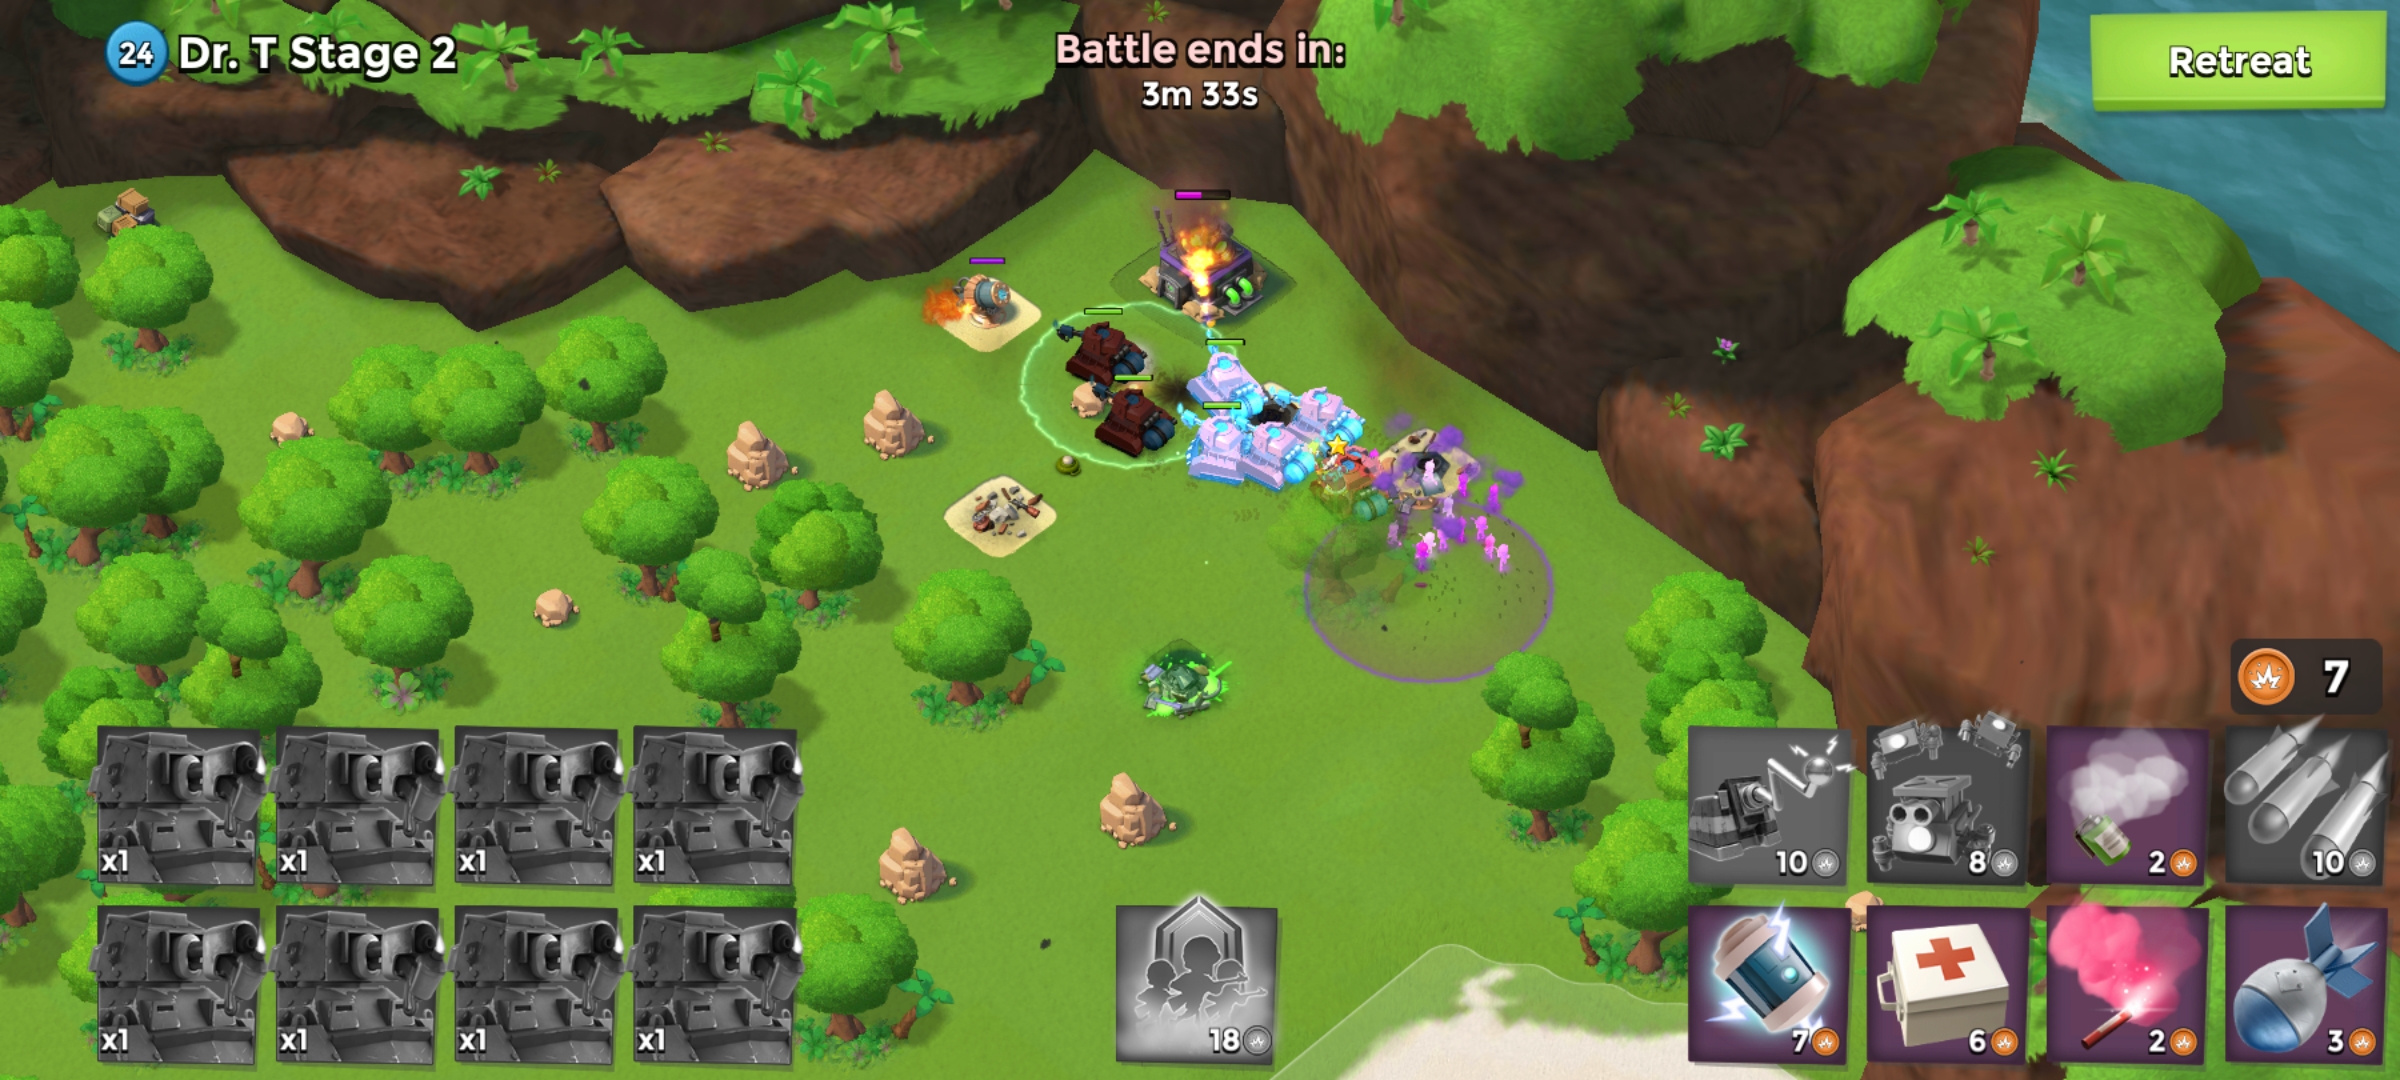 24 Dr. T Stage 2
Battle ends in:
3m 33s
Retreat
7
x1 x1 x1 x1
10 8 2 10
x1 x1 x1 x1
18
7 6 2 3